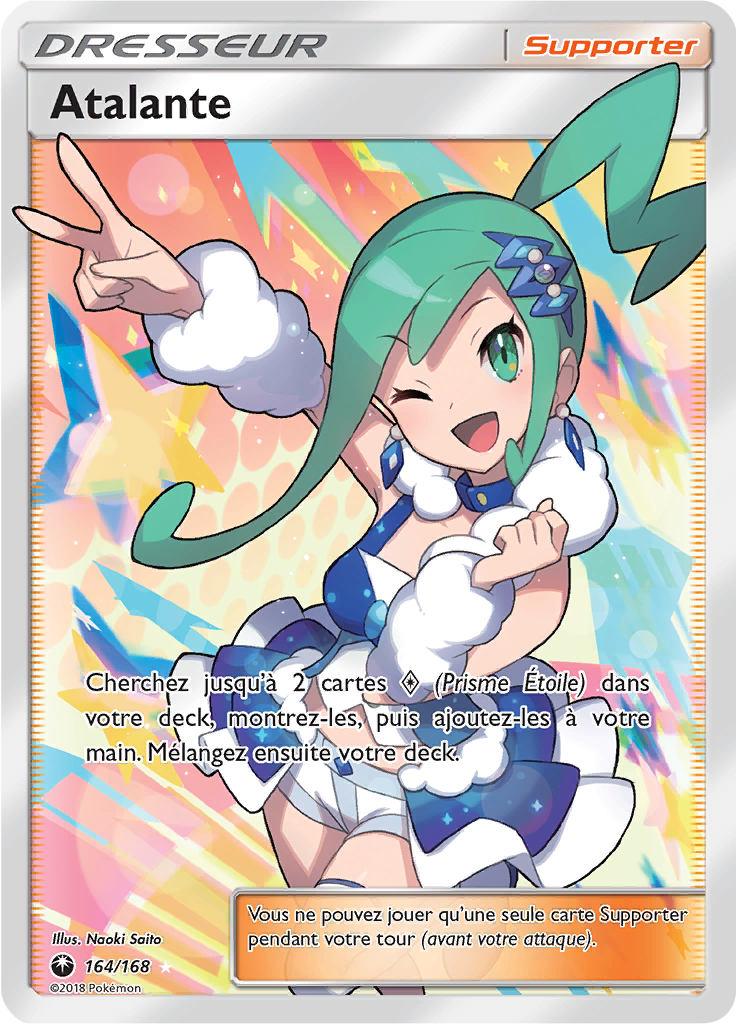 DRESSEUR
Supporter
Atalante
Cherchez jusqu'à 2 cartes ◇ (Prisme Étoile) dans
votre deck, montrez-les, puis ajoutez-les à votre
main. Mélangez ensuite votre deck.
Vous ne pouvez jouer qu'une seule carte Supporter
pendant votre tour (avant votre attaque).
Illus. Naoki Saito
164/168 ★
©2018 Pokémon